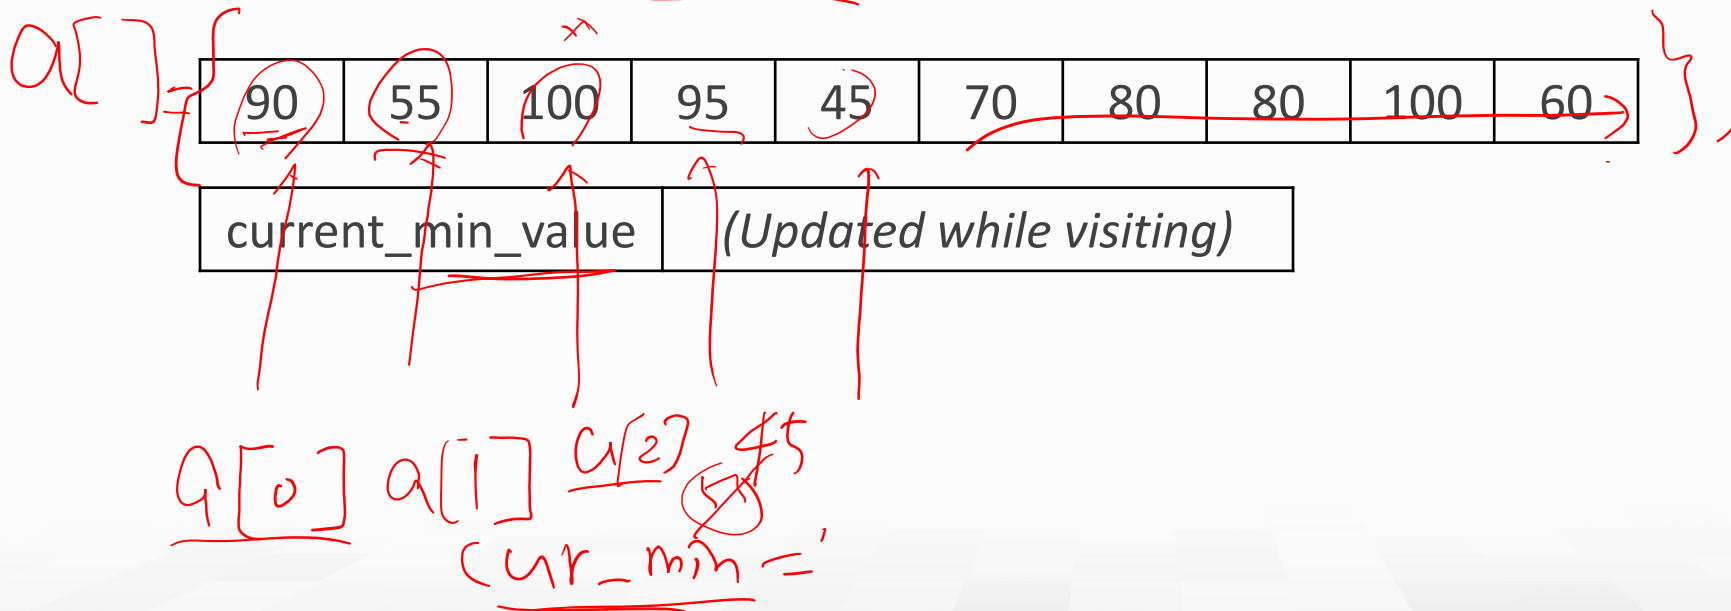 a[ ] = {
90 55 100 95 45 70 80 80 100 60 } ,
current_min_value (Updated while visiting)
a[0] a[1] a[2] 45
55
cur_min =